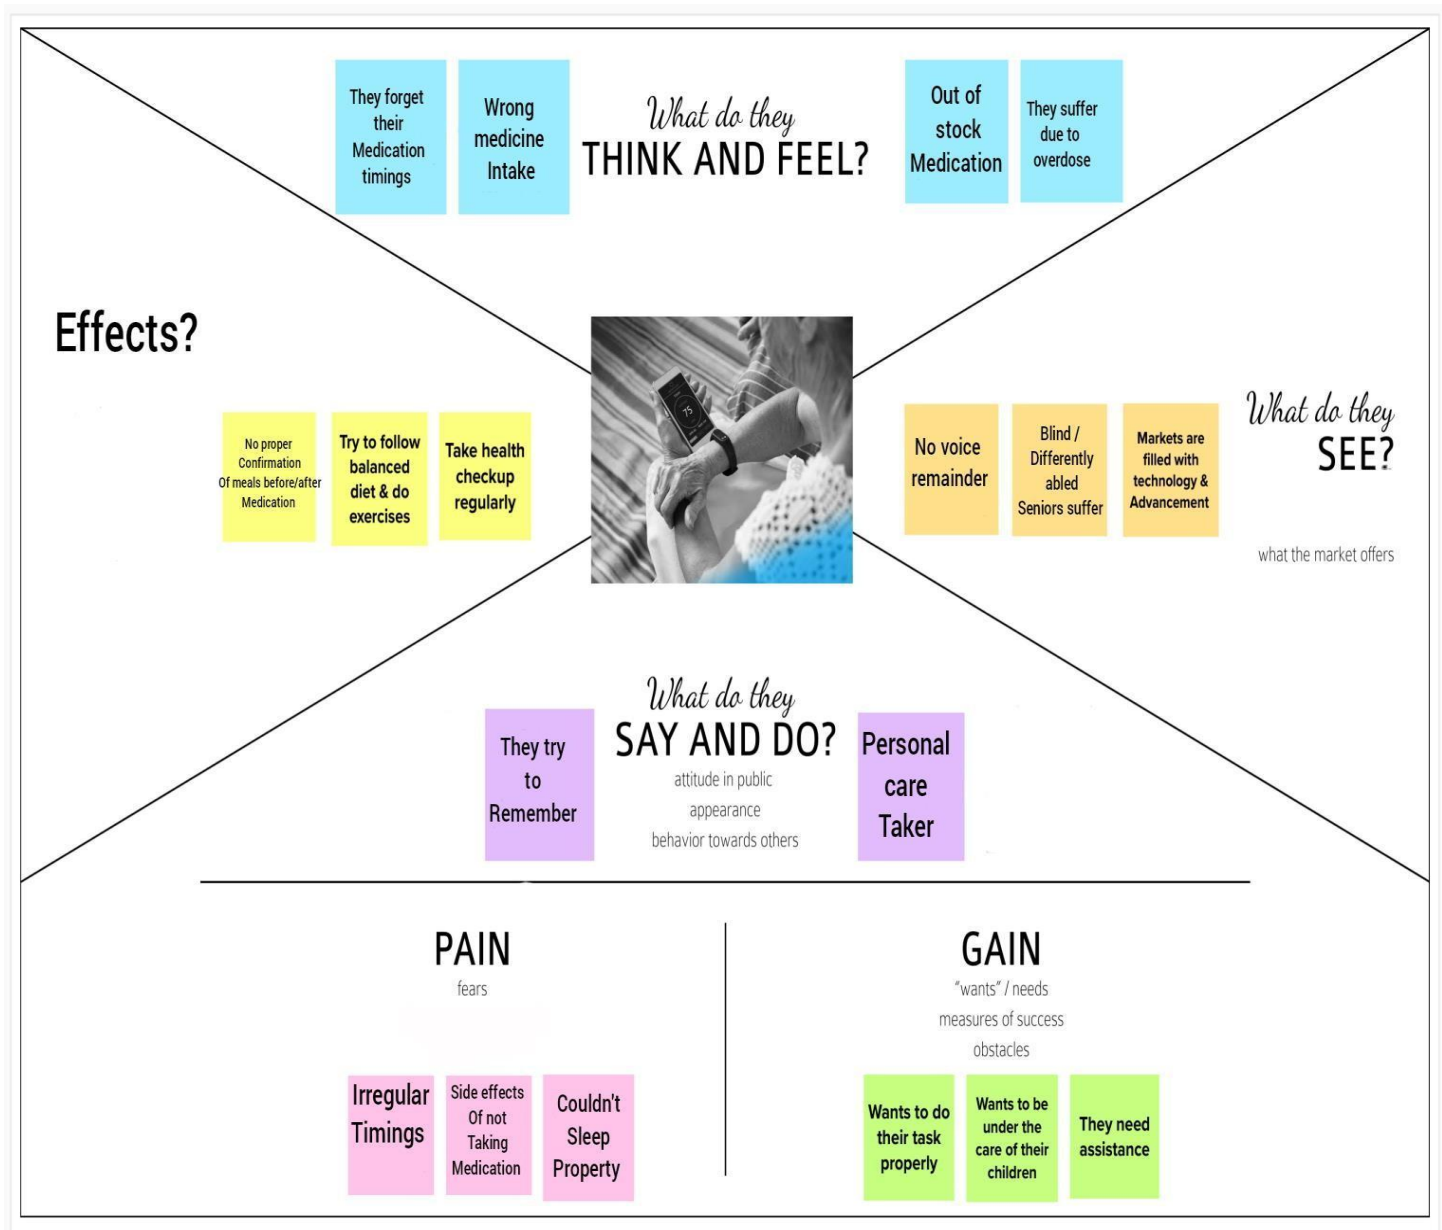 They forget
their
Medication
timings
Wrong
medicine
Intake
What do they
THINK AND FEEL?
Out of
stock
Medication
They suffer
due to
overdose
Effects?
No proper
Confirmation
Of meals before/after
Medication
Try to follow
balanced
diet & do
exercises
Take health
checkup
regularly
75
No voice
remainder
Blind /
Differently
abled
Seniors suffer
Markets are
filled with
technology &
Advancement
What do they
SEE?
what the market offers
They try
to
Remember
What do they
SAY AND DO?
attitude in public
appearance
behavior towards others
Personal
care
Taker
PAIN
fears
Irregular
Timings
Side effects
Of not
Taking
Medication
Couldn't
Sleep
Property
GAIN
"wants" / needs
measures of success
obstacles
Wants to do
their task
properly
Wants to be
under the
care of their
children
They need
assistance